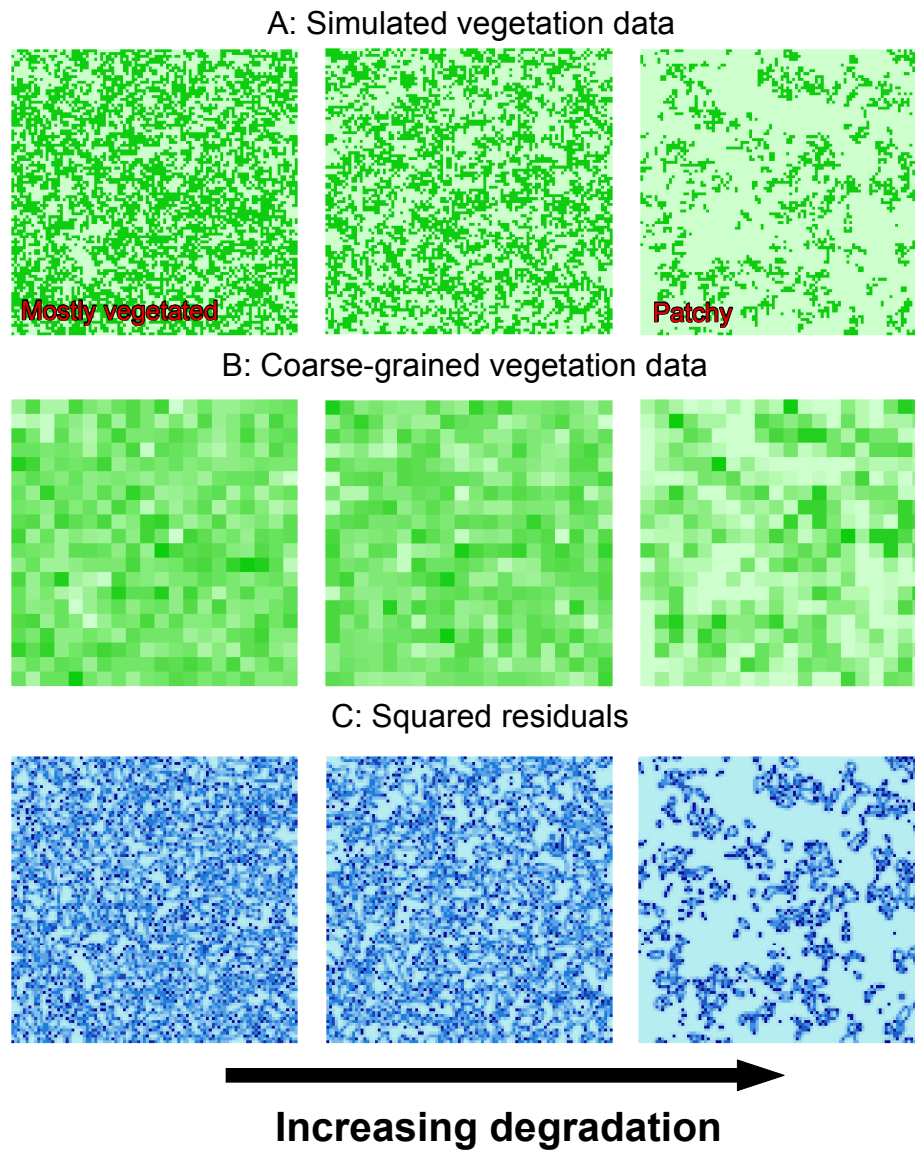 A: Simulated vegetation data
Mostly vegetated
Patchy
B: Coarse-grained vegetation data
C: Squared residuals
Increasing degradation